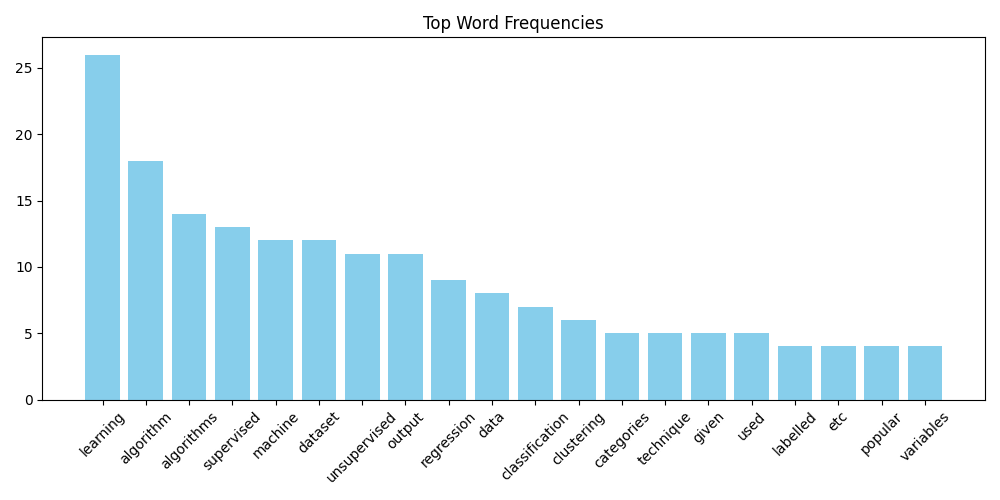 Top Word Frequencies
25
20
15
10
5
0
learning
algorithm
algorithms
supervised
machine
dataset
unsupervised
output
regression
data
classification
clustering
categories
technique
given
used
labelled
etc
popular
variables